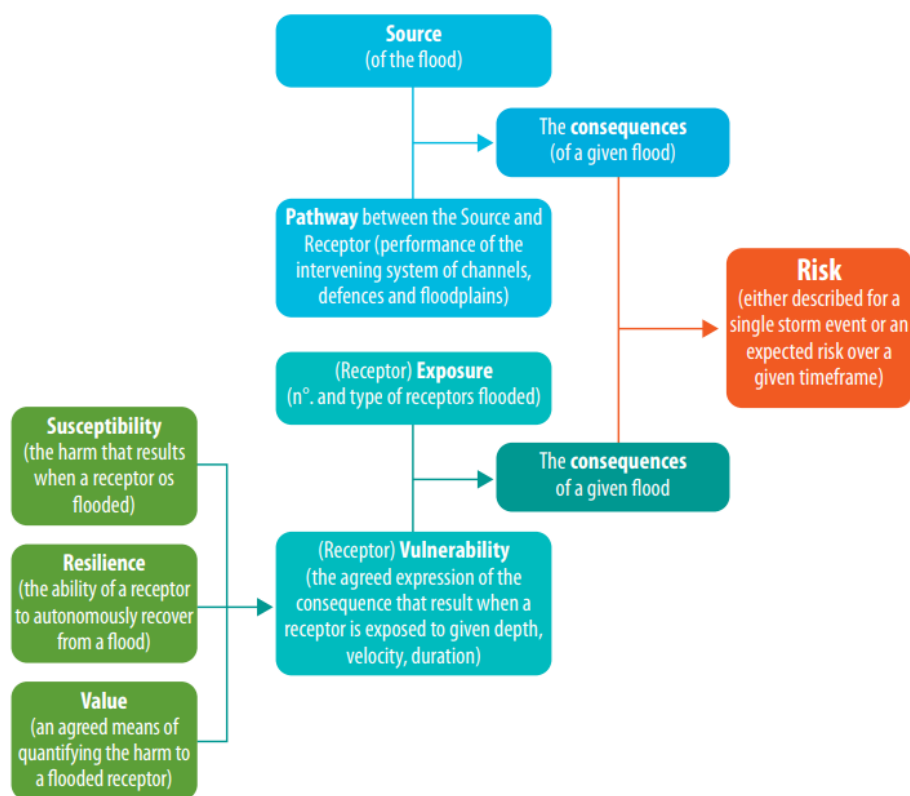 Source
(of the flood)
The consequences
(of a given flood)
Pathway between the Source and
Receptor (performance of the
intervening system of channels,
defences and floodplains)
Risk
(either described for a
single storm event or an
expected risk over a
given timeframe)
(Receptor) Exposure
(n°. and type of receptors flooded)
Susceptibility
(the harm that results
when a receptor os
flooded)
The consequences
of a given flood
(Receptor) Vulnerability
(the agreed expression of the
consequence that result when a
receptor is exposed to given depth,
velocity, duration)
Resilience
(the ability of a receptor
to autonomously recover
from a flood)
Value
(an agreed means of
quantifying the harm to
a flooded receptor)